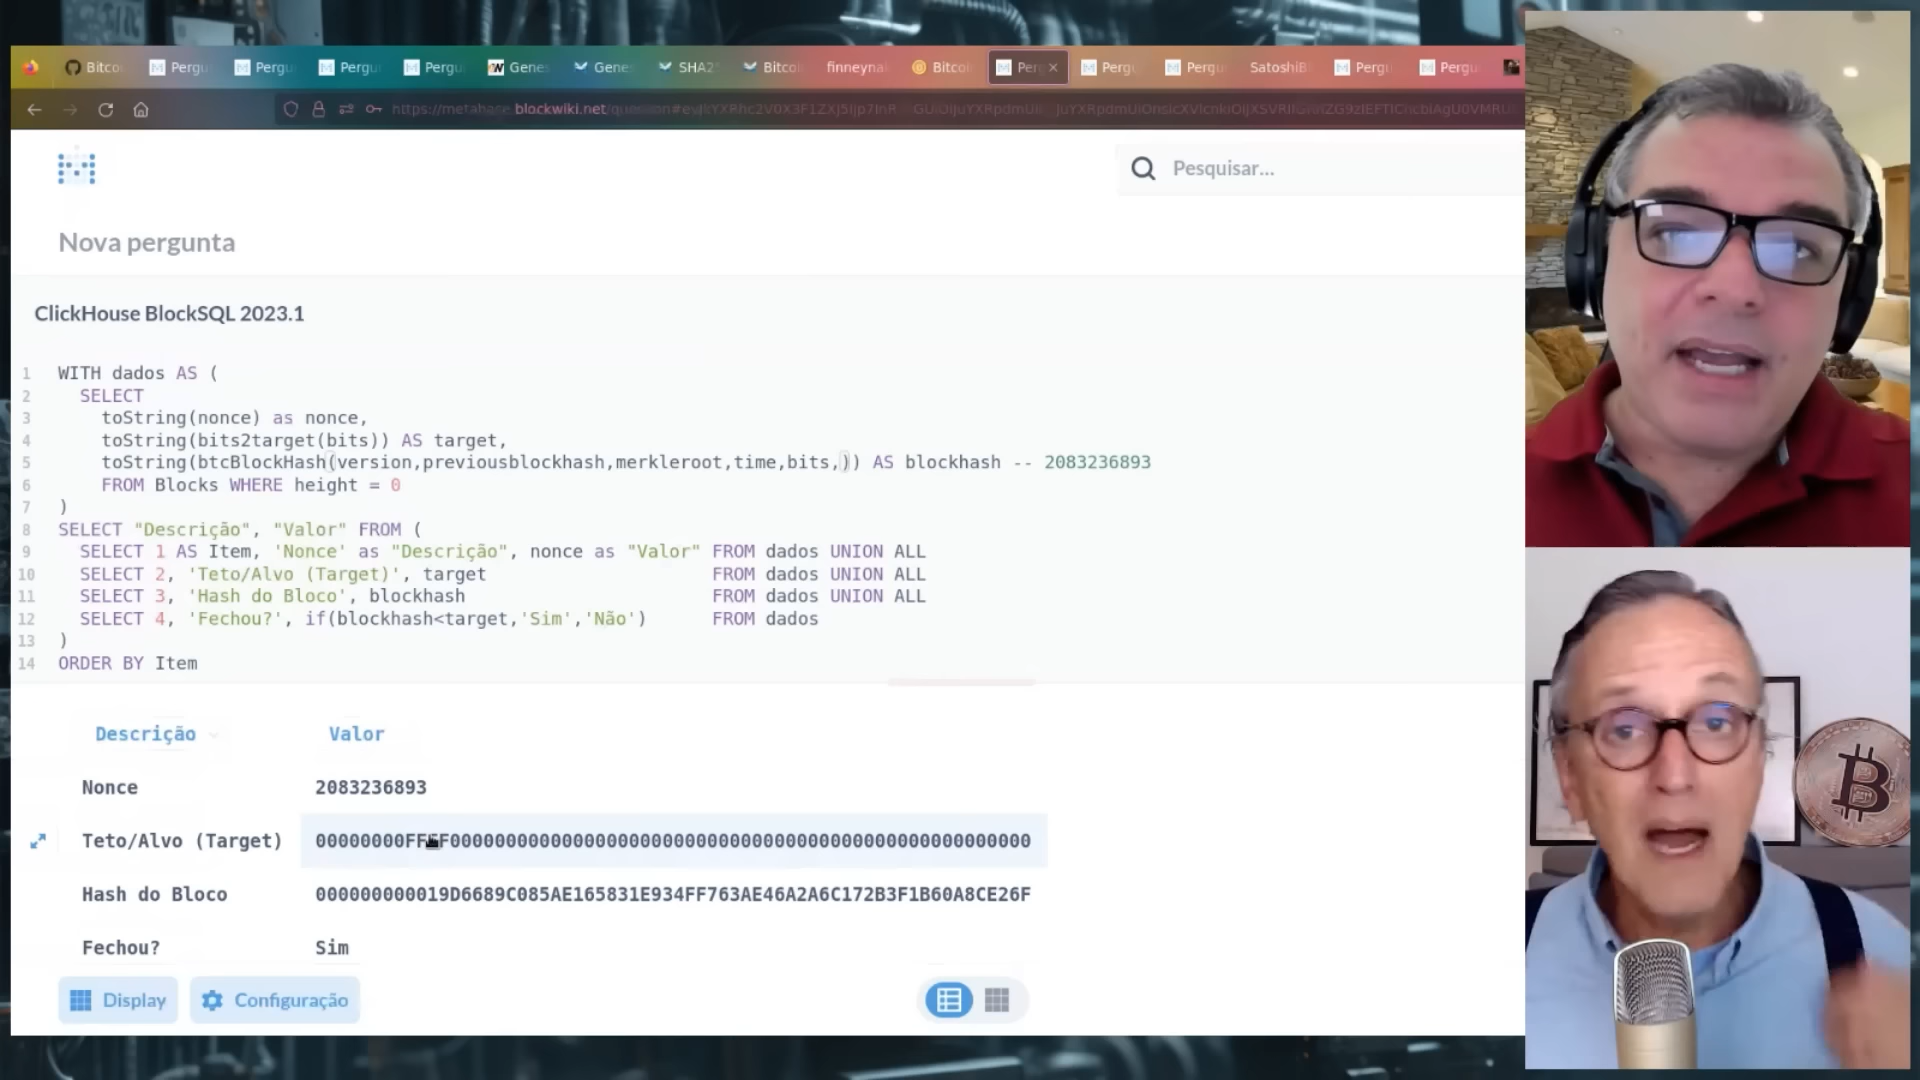 Bitco Pergu Pergu Pergu Pergu Gene Gene SHA2 Bitco finneyna Bitco Per Pergu Pergu SatoshiB Pergu Pergu
blockwiki.net
Pesquisar...
Nova pergunta
ClickHouse BlockSQL 2023.1
1 WITH dados AS (
2 SELECT
3 toString(nonce) as nonce,
4 toString(bits2target(bits)) AS target,
5 toString(btcBlockHash(version,previousblockhash,merkleroot,time,bits,)) AS blockhash -- 2083236893
6 FROM Blocks WHERE height = 0
7 )
8 SELECT "Descrição", "Valor" FROM (
9 SELECT 1 AS Item, 'Nonce' as "Descrição", nonce as "Valor" FROM dados UNION ALL
10 SELECT 2, 'Teto/Alvo (Target)', target FROM dados UNION ALL
11 SELECT 3, 'Hash do Bloco', blockhash FROM dados UNION ALL
12 SELECT 4, 'Fechou?', if(blockhash<target,'Sim','Não') FROM dados
13 )
14 ORDER BY Item
Descrição Valor
Nonce 2083236893
Teto/Alvo (Target) 00000000FFFF0000000000000000000000000000000000000000000000000000
Hash do Bloco 000000000019D6689C085AE165831E934FF763AE46A2A6C172B3F1B60A8CE26F
Fechou? Sim
Display Configuração